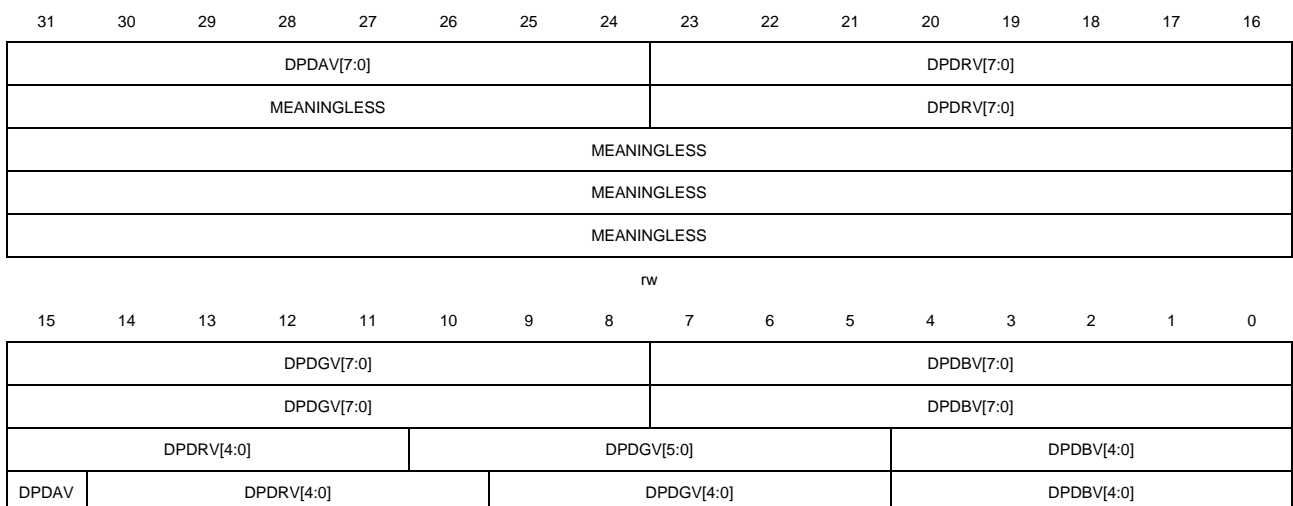 31 30 29 28 27 26 25 24 23 22 21 20 19 18 17 16
DPDAV[7:0] DPDRV[7:0]
MEANINGLESS DPDRV[7:0]
MEANINGLESS
MEANINGLESS
MEANINGLESS
rw
15 14 13 12 11 10 9 8 7 6 5 4 3 2 1 0
DPDGV[7:0] DPDBV[7:0]
DPDGV[7:0] DPDBV[7:0]
DPDRV[4:0] DPDGV[5:0] DPDBV[4:0]
DPDAV DPDRV[4:0] DPDGV[4:0] DPDBV[4:0]